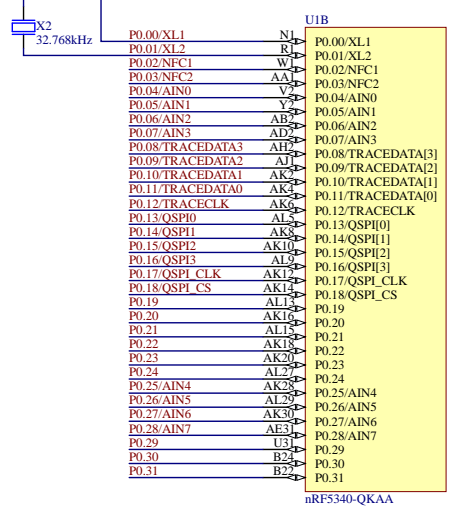 U1B
X2
32.768kHz
P0.00/XL1 N1 P0.00/XL1
P0.01/XL2 R1 P0.01/XL2
P0.02/NFC1 W1 P0.02/NFC1
P0.03/NFC2 AA1 P0.03/NFC2
P0.04/AIN0 V2 P0.04/AIN0
P0.05/AIN1 Y2 P0.05/AIN1
P0.06/AIN2 AB2 P0.06/AIN2
P0.07/AIN3 AD2 P0.07/AIN3
P0.08/TRACEDATA3 AH2 P0.08/TRACEDATA[3]
P0.09/TRACEDATA2 AJ1 P0.09/TRACEDATA[2]
P0.10/TRACEDATA1 AK2 P0.10/TRACEDATA[1]
P0.11/TRACEDATA0 AK4 P0.11/TRACEDATA[0]
P0.12/TRACECLK AK6 P0.12/TRACECLK
P0.13/QSPI0 AL5 P0.13/QSPI[0]
P0.14/QSPI1 AK8 P0.14/QSPI[1]
P0.15/QSPI2 AK10 P0.15/QSPI[2]
P0.16/QSPI3 AL9 P0.16/QSPI[3]
P0.17/QSPI_CLK AK12 P0.17/QSPI_CLK
P0.18/QSPI_CS AK14 P0.18/QSPI_CS
P0.19 AL13 P0.19
P0.20 AK16 P0.20
P0.21 AL15 P0.21
P0.22 AK18 P0.22
P0.23 AK20 P0.23
P0.24 AL27 P0.24
P0.25/AIN4 AK28 P0.25/AIN4
P0.26/AIN5 AL29 P0.26/AIN5
P0.27/AIN6 AK30 P0.27/AIN6
P0.28/AIN7 AE31 P0.28/AIN7
P0.29 U31 P0.29
P0.30 B24 P0.30
P0.31 B22 P0.31
nRF5340-QKAA